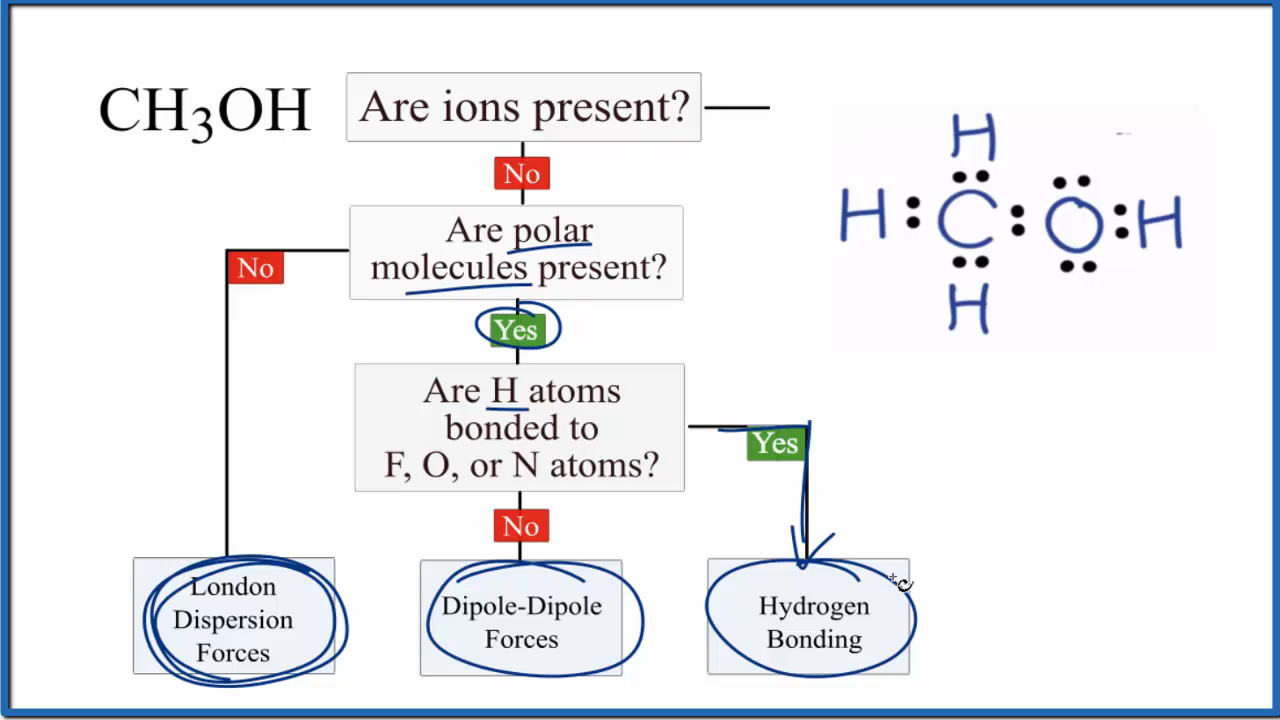 CH₃OH
Are ions present?
No
Are polar
molecules present?
No
Yes
Are H atoms
bonded to
F, O, or N atoms?
Yes
No
London
Dispersion
Forces
Dipole-Dipole
Forces
Hydrogen
Bonding
H
H : C : O : H
H